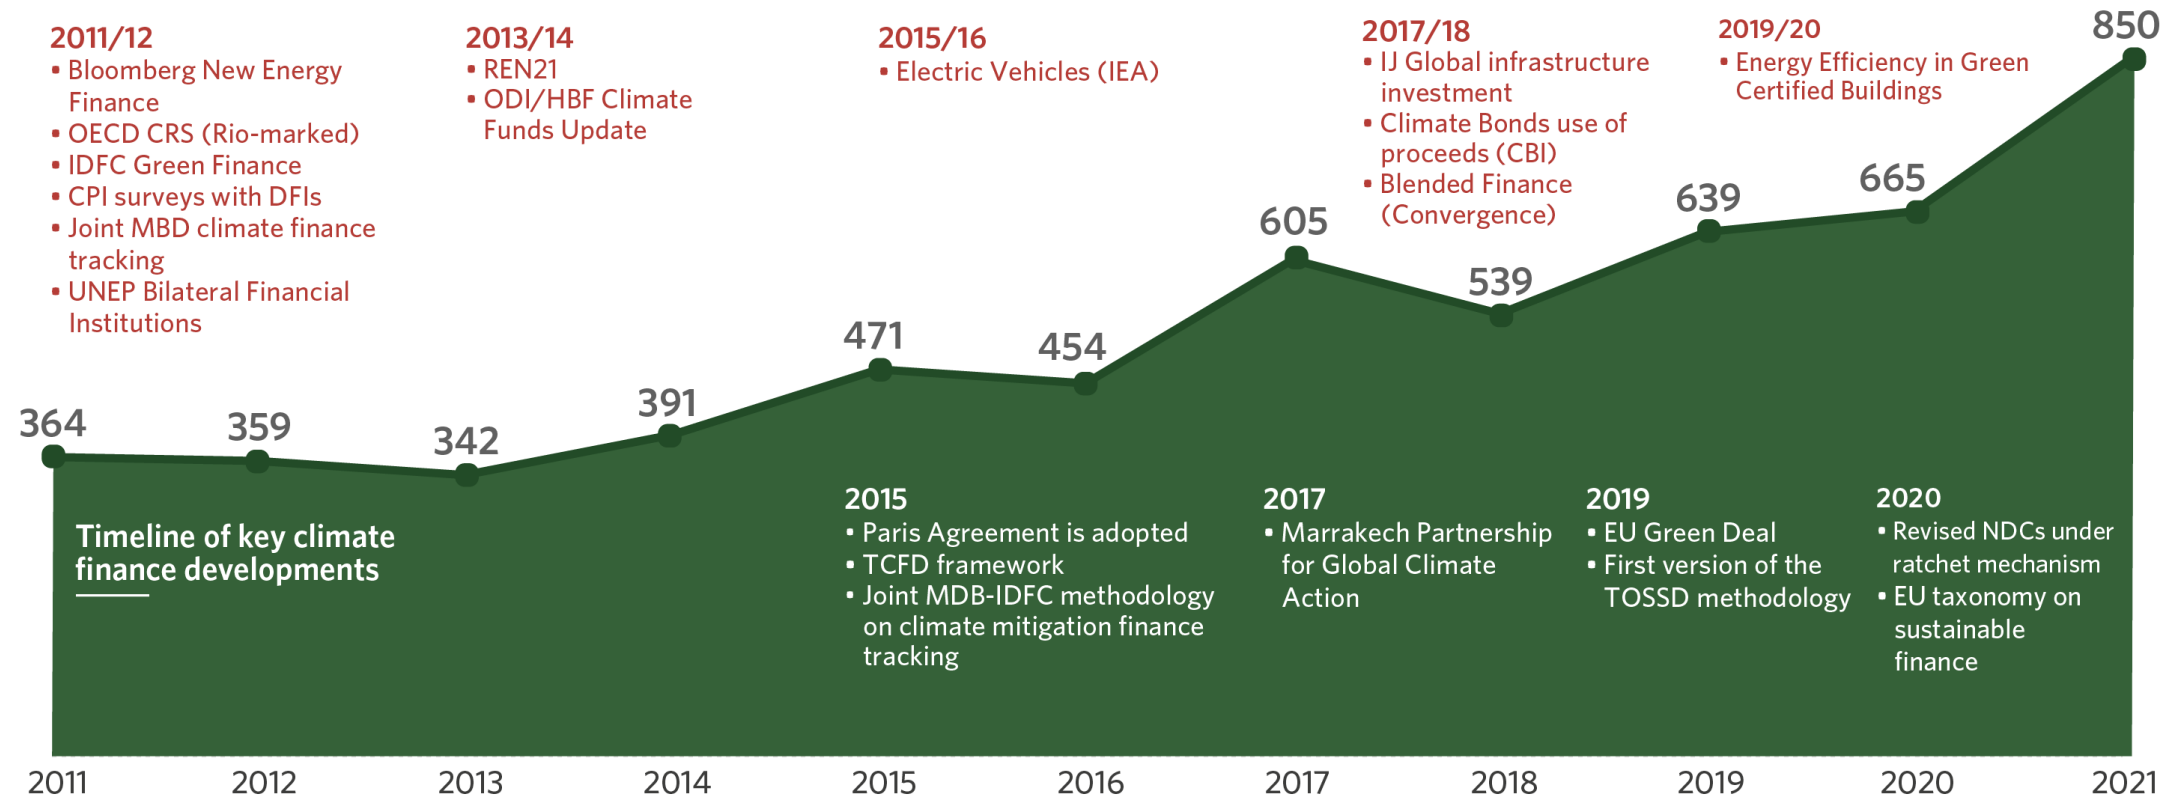 2011/12
▪ Bloomberg New Energy
Finance
▪ OECD CRS (Rio-marked)
▪ IDFC Green Finance
▪ CPI surveys with DFIs
▪ Joint MBD climate finance
tracking
▪ UNEP Bilateral Financial
Institutions
2013/14
▪ REN21
▪ ODI/HBF Climate
Funds Update
2015/16
▪ Electric Vehicles (IEA)
2017/18
▪ IJ Global infrastructure
investment
▪ Climate Bonds use of
proceeds (CBI)
▪ Blended Finance
(Convergence)
2019/20
▪ Energy Efficiency in Green
Certified Buildings
364
359
342
391
471
454
605
539
639
665
850
Timeline of key climate
finance developments
2015
▪ Paris Agreement is adopted
▪ TCFD framework
▪ Joint MDB-IDFC methodology
on climate mitigation finance
tracking
2017
▪ Marrakech Partnership
for Global Climate
Action
2019
▪ EU Green Deal
▪ First version of the
TOSSD methodology
2020
▪ Revised NDCs under
ratchet mechanism
▪ EU taxonomy on
sustainable
finance
2011 2012 2013 2014 2015 2016 2017 2018 2019 2020 2021